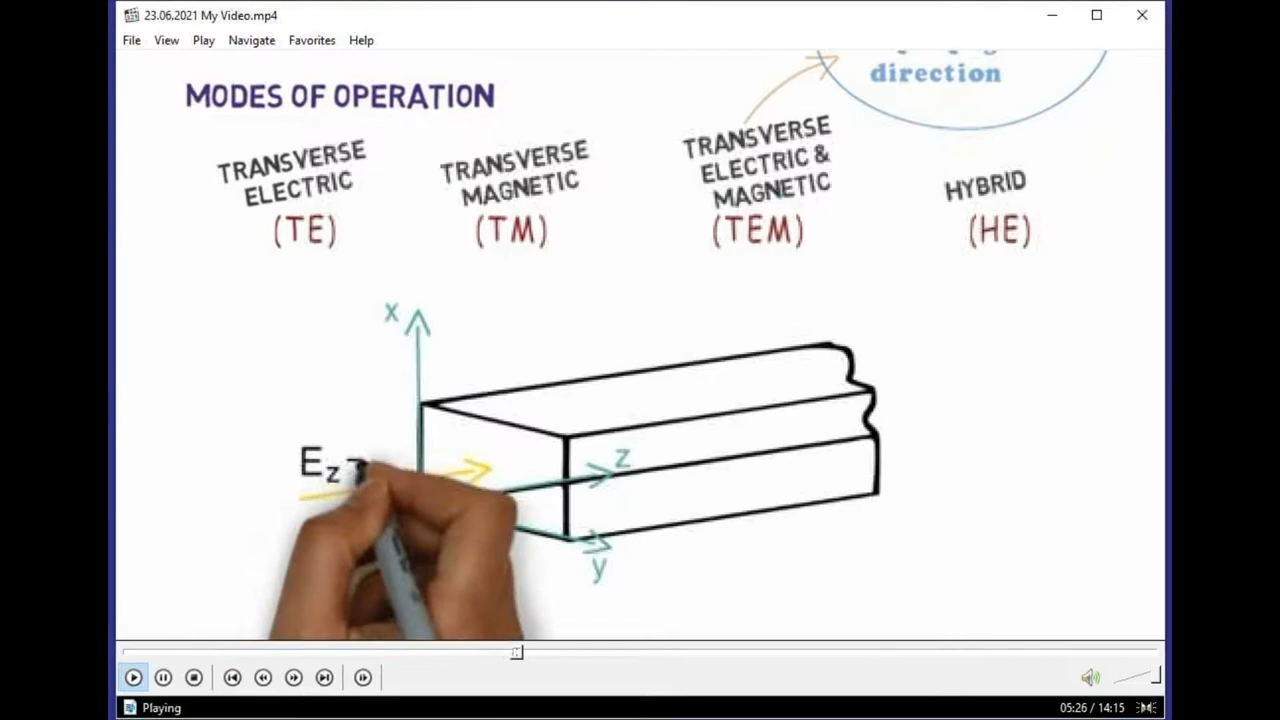 23.06.2021 My Video.mp4
File View Play Navigate Favorites Help
direction
MODES OF OPERATION
TRANSVERSE
ELECTRIC
(TE)
TRANSVERSE
MAGNETIC
(TM)
TRANSVERSE
ELECTRIC &
MAGNETIC
(TEM)
HYBRID
(HE)
x
Ez
z
y
Playing
05:26 / 14:15